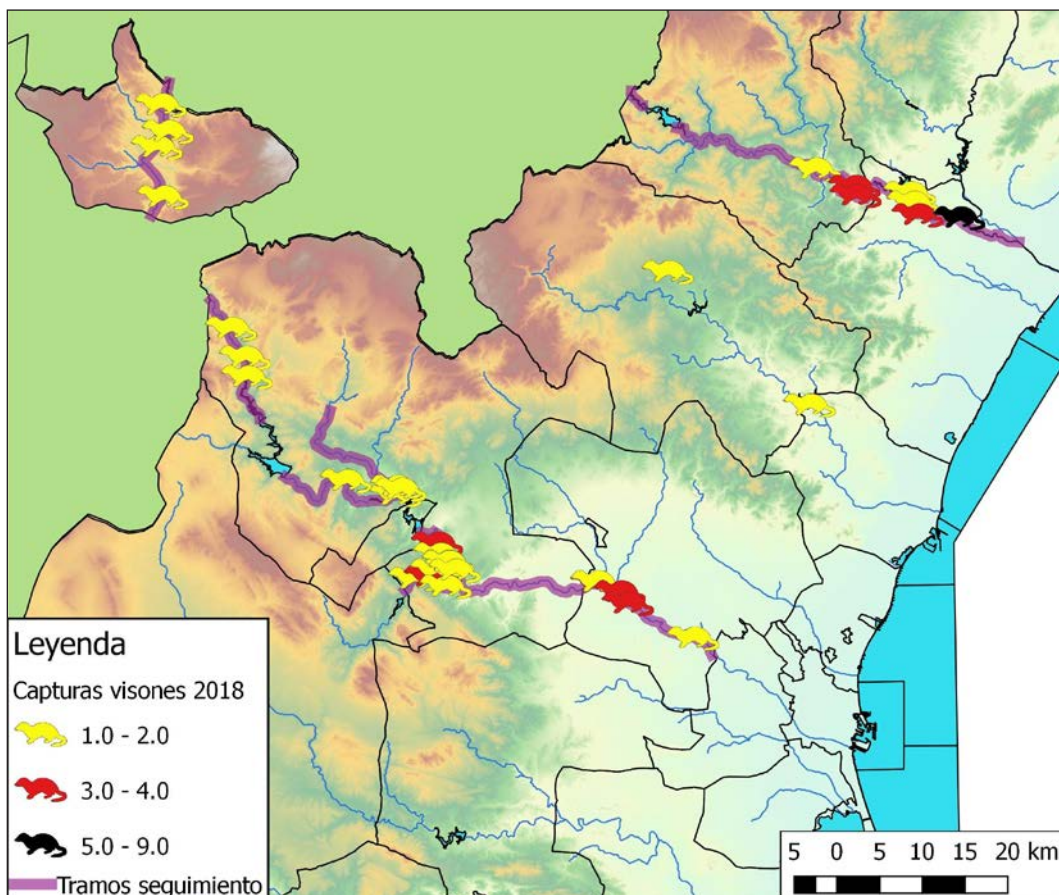 Leyenda
Capturas visones 2018
1.0 - 2.0
3.0 - 4.0
5.0 - 9.0
Tramos seguimiento
5 0 5 10 15 20 km